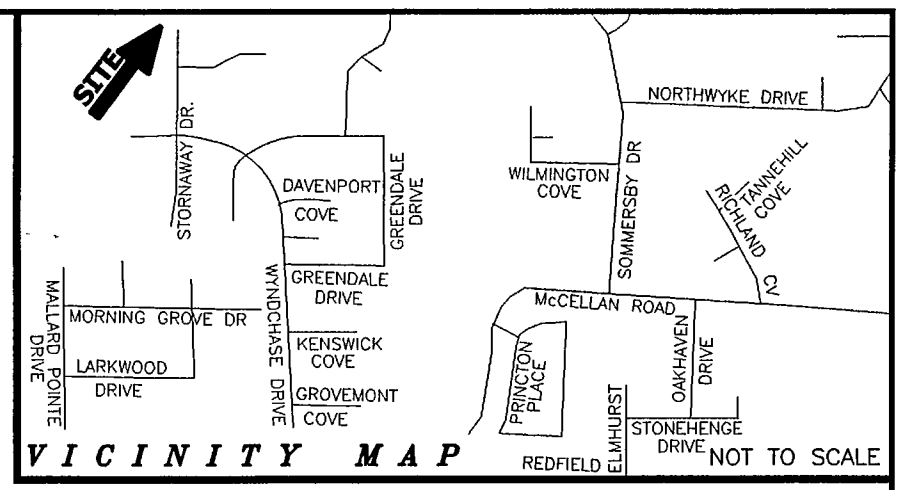 SITE
STORNAWAY DR.
DAVENPORT
COVE
GREENDALE
DRIVE
GREENDALE
DRIVE
WYNDCHASE DRIVE
MALLARD POINTE
DRIVE
MORNING GROVE DR
LARKWOOD
DRIVE
KENSWICK
COVE
GROVEMONT
COVE
NORTHWYKE DRIVE
WILMINGTON
COVE
SOMMERSBY DR
TANNEHILL
COVE
RICHLAND CV
McCELLAN ROAD
PRINCTON
PLACE
OAKHAVEN
DRIVE
ELMHURST
STONEHENGE
DRIVE
REDFIELD
VICINITY MAP
NOT TO SCALE